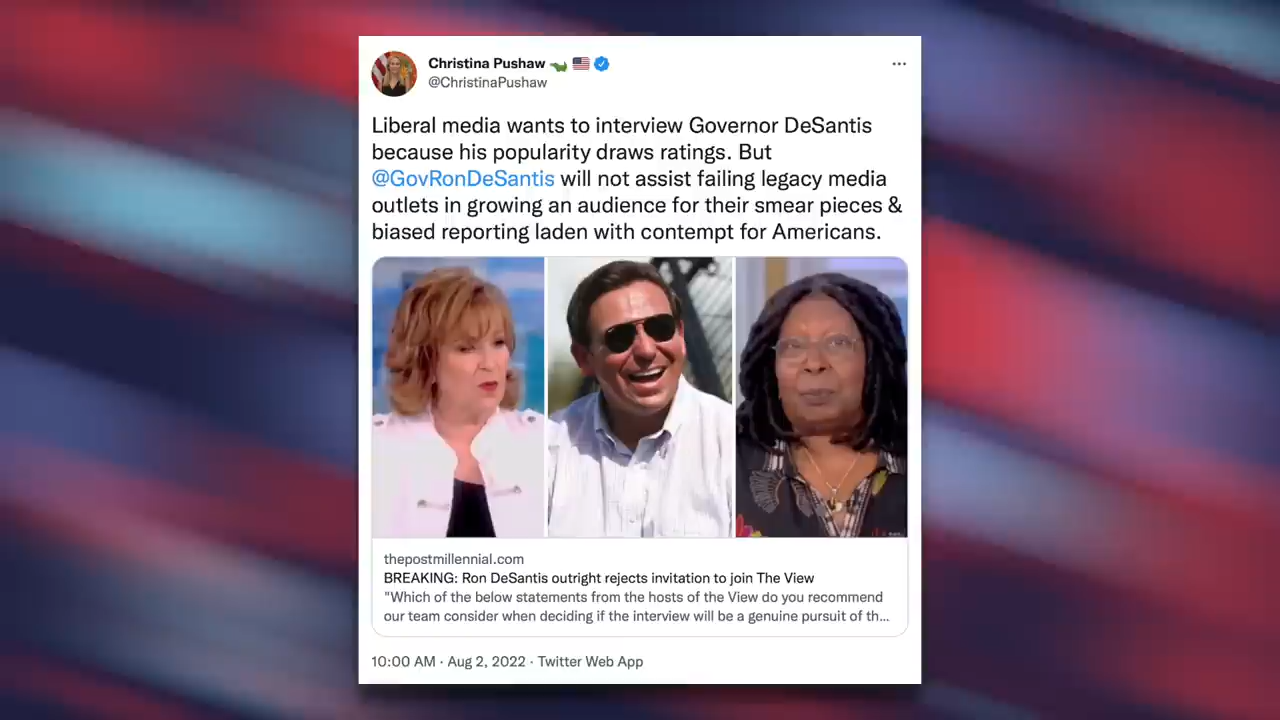 Christina Pushaw
@ChristinaPushaw
Liberal media wants to interview Governor DeSantis
because his popularity draws ratings. But
@GovRonDeSantis will not assist failing legacy media
outlets in growing an audience for their smear pieces &
biased reporting laden with contempt for Americans.
thepostmillennial.com
BREAKING: Ron DeSantis outright rejects invitation to join The View
"Which of the below statements from the hosts of the View do you recommend
our team consider when deciding if the interview will be a genuine pursuit of th...
10:00 AM · Aug 2, 2022 · Twitter Web App